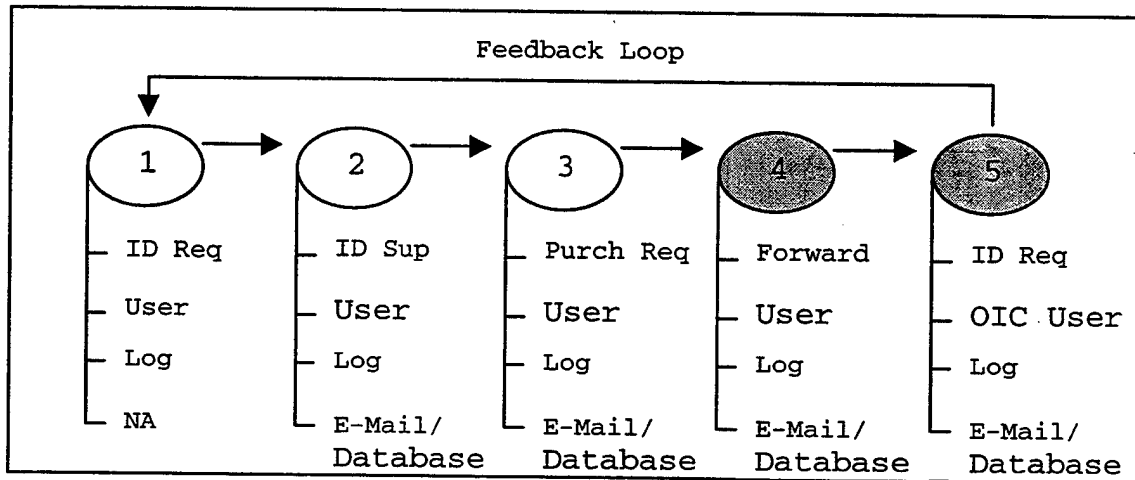 Feedback Loop
1 2 3 4 5
ID Req ID Sup Purch Req Forward ID Req
User User User User OIC User
Log Log Log Log Log
NA E-Mail/ E-Mail/ E-Mail/ E-Mail/
Database Database Database Database